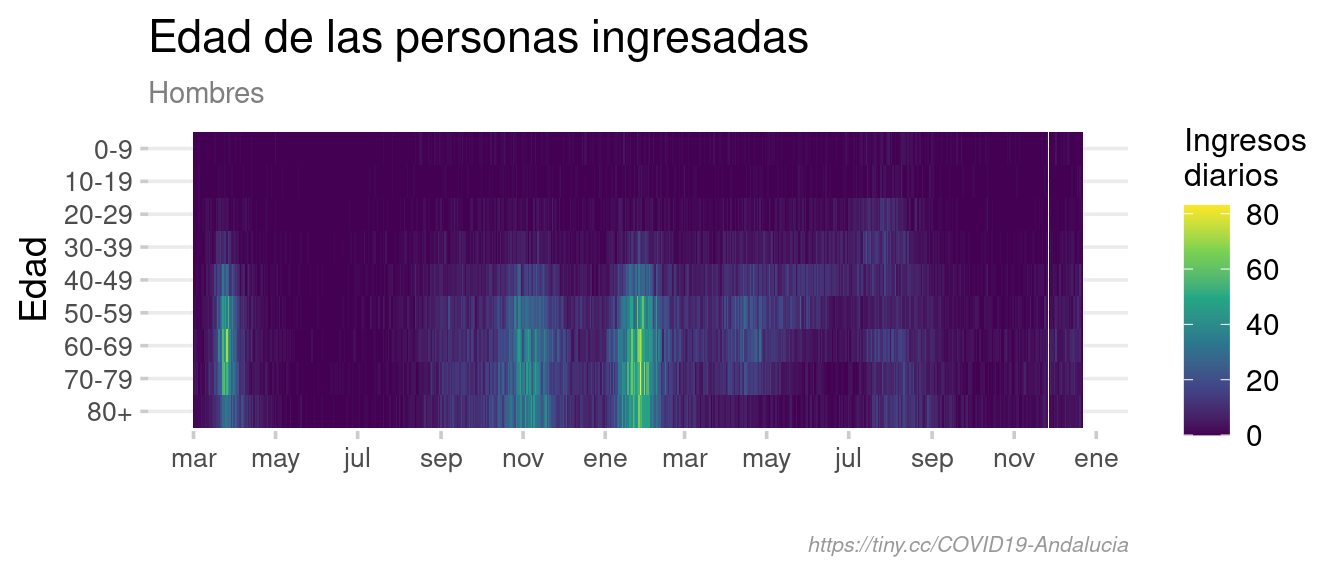 Edad de las personas ingresadas
Hombres
Edad
0-9
10-19
20-29
30-39
40-49
50-59
60-69
70-79
80+
mar may jul sep nov ene mar may jul sep nov ene
Ingresos
diarios
80
60
40
20
0
https://tiny.cc/COVID19-Andalucia